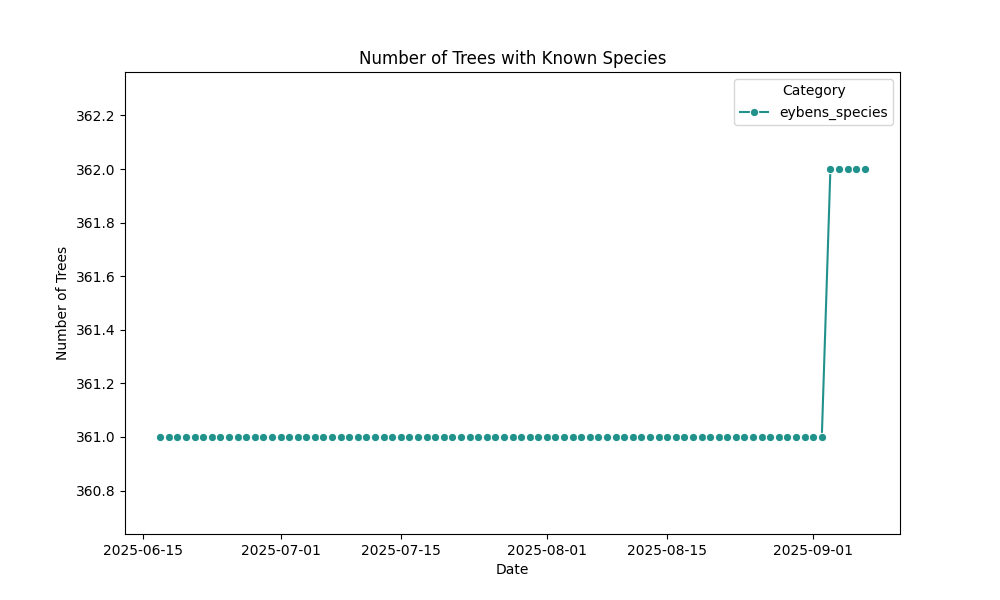 Number of Trees with Known Species
Category
eybens_species
Number of Trees
362.2
362.0
361.8
361.6
361.4
361.2
361.0
360.8
2025-06-15 2025-07-01 2025-07-15 2025-08-01 2025-08-15 2025-09-01
Date